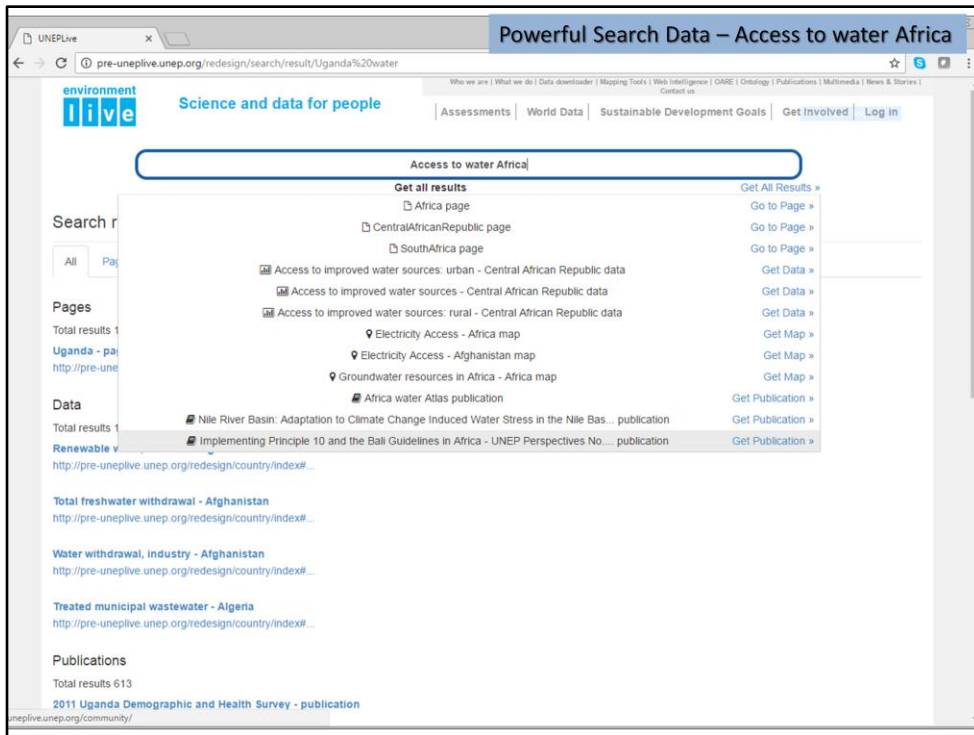 Powerful Search Data – Access to water Africa
UNEPLive
pre-uneplive.unep.org/redesign/search/result/Uganda%20water
Who we are | What we do | Data downloader | Mapping Tools | Web Intelligence | OARE | Ontology | Publications | Multimedia | News & Stories |
Contact us
environment
live
Science and data for people
Assessments | World Data | Sustainable Development Goals | Get Involved | Log in
Access to water Africa
Get all results Get All Results »
Africa page Go to Page »
Search r
CentralAfricanRepublic page Go to Page »
SouthAfrica page Go to Page »
All Pag
Access to improved water sources: urban - Central African Republic data Get Data »
Access to improved water sources - Central African Republic data Get Data »
Pages
Access to improved water sources: rural - Central African Republic data Get Data »
Total results 1
Electricity Access - Africa map Get Map »
Uganda - pa
Electricity Access - Afghanistan map Get Map »
http://pre-une
Groundwater resources in Africa - Africa map Get Map »
Data
Africa water Atlas publication Get Publication »
Total results 1
Nile River Basin: Adaptation to Climate Change Induced Water Stress in the Nile Bas... publication Get Publication »
Implementing Principle 10 and the Bali Guidelines in Africa - UNEP Perspectives No.... publication Get Publication »
Renewable
http://pre-uneplive.unep.org/redesign/country/index#...
Total freshwater withdrawal - Afghanistan
http://pre-uneplive.unep.org/redesign/country/index#...
Water withdrawal, industry - Afghanistan
http://pre-uneplive.unep.org/redesign/country/index#...
Treated municipal wastewater - Algeria
http://pre-uneplive.unep.org/redesign/country/index#...
Publications
Total results 613
2011 Uganda Demographic and Health Survey - publication
uneplive.unep.org/community/